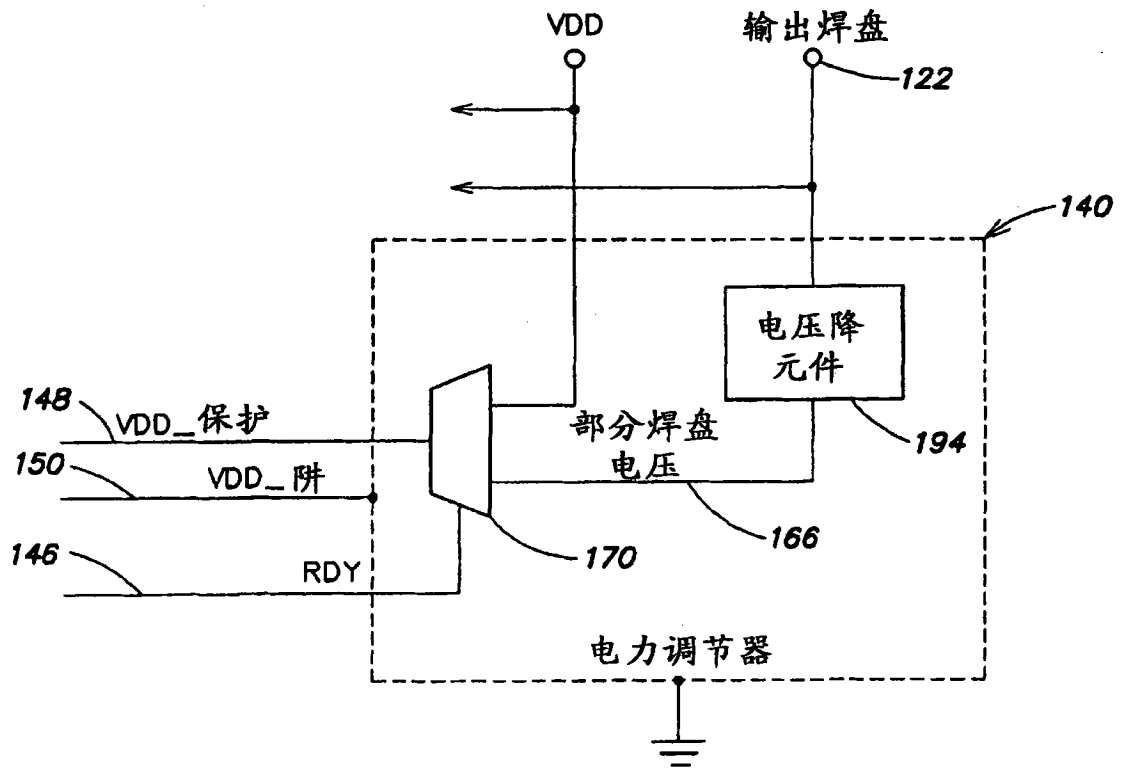 VDD
输出焊盘
122
140
电压降
元件
194
148
VDD_保护
部分焊盘
电压
150
VDD_阱
166
170
146
RDY
电力调节器